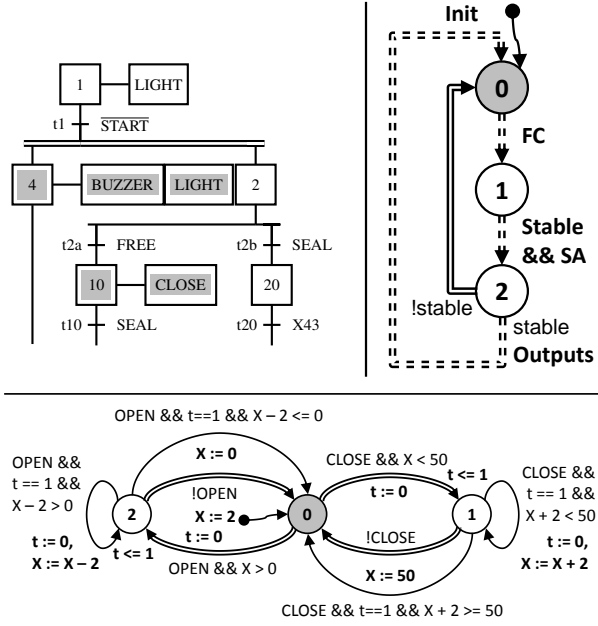 1
LIGHT
t1
START
4
BUZZER
LIGHT
2
t2a
FREE
t2b
SEAL
10
CLOSE
20
t10
SEAL
t20
X43
Init
0
FC
1
Stable
&& SA
2
!stable
stable
Outputs
OPEN && t==1 && X – 2 <= 0
X := 0
OPEN &&
t == 1 &&
X – 2 > 0
2
t := 0,
X := X – 2
t <= 1
!OPEN
X := 2
t := 0
0
OPEN && X > 0
CLOSE && X < 50
t := 0
t <= 1
1
!CLOSE
X := 50
CLOSE &&
t == 1 &&
X + 2 < 50
t := 0,
X := X + 2
CLOSE && t==1 && X + 2 >= 50